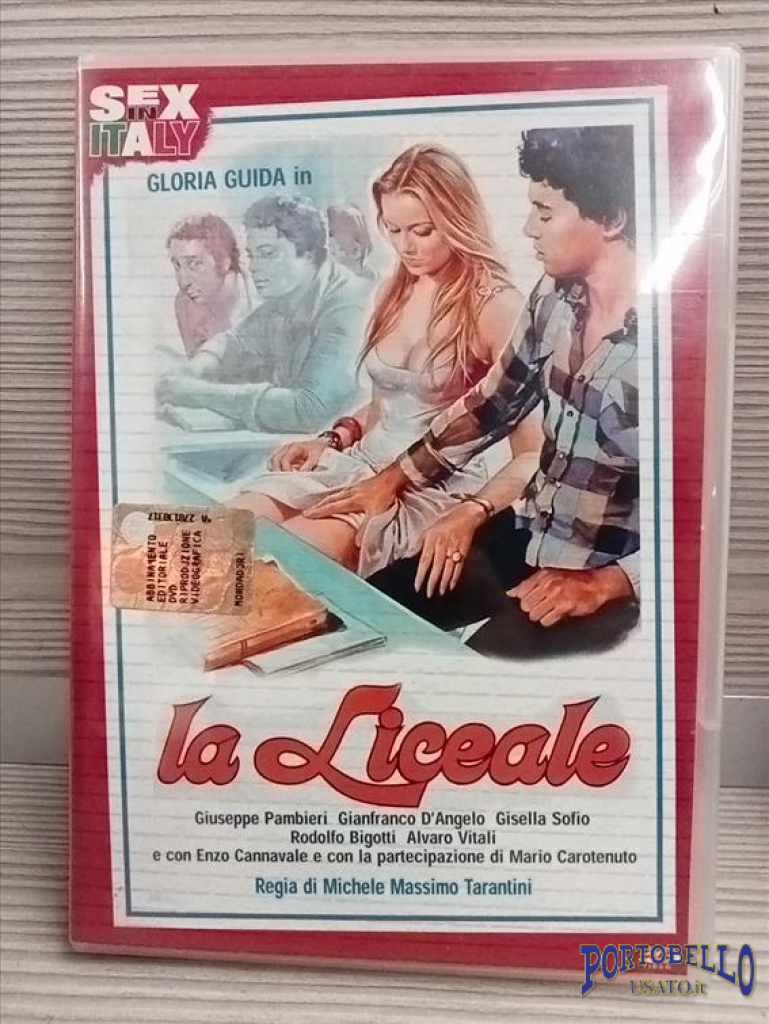 SEX
IN
ITALY
GLORIA GUIDA in
ABBINAMENTO
EDITORIALE
DVD
RIPRODUZIONE
VIDEOGRAFICA
MONDADORI
la Liceale
Giuseppe Pambieri Gianfranco D'Angelo Gisella Sofio
Rodolfo Bigotti Alvaro Vitali
e con Enzo Cannavale e con la partecipazione di Mario Carotenuto
Regia di Michele Massimo Tarantini
PORTOBELLO
USATO.it